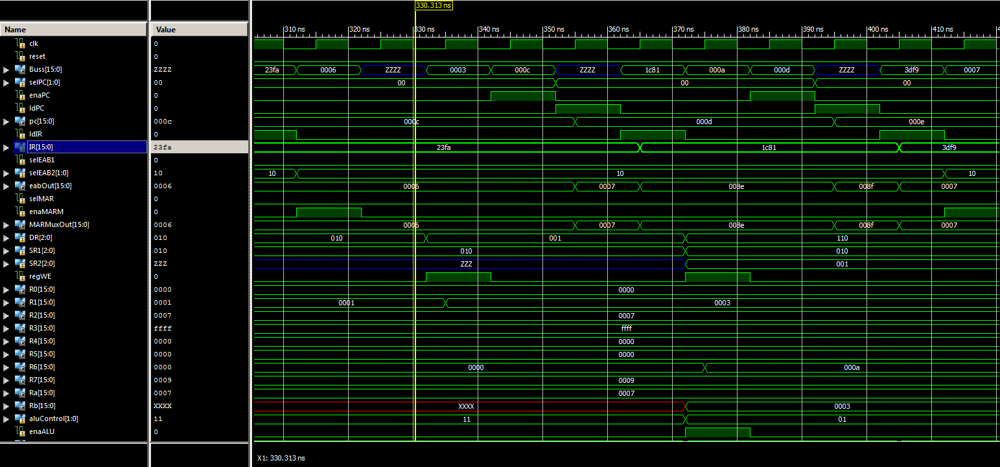 330.313 ns
Name Value
310 ns 320 ns 330 ns 340 ns 350 ns 360 ns 370 ns 380 ns 390 ns 400 ns 410 ns
clk 0
reset 0
Buss[15:0] ZZZZ 23fa 0006 ZZZZ 0003 000c ZZZZ 1c81 000a 000d ZZZZ 3df9 0007
selPC[1:0] 00 00 00 00
enaPC 0
ldPC 0
pc[15:0] 000c 000c 000d 000e
ldIR 0
IR[15:0] 23fa 23fa 1c81 3df9
selEAB1 0
selEAB2[1:0] 10 10 10 10
eabOut[15:0] 0006 0006 0007 008e 008f 0007
selMAR 0
enaMARM 0
MARMuxOut[15:0] 0006 0006 0007 008e 008f 0007
DR[2:0] 010 010 001 110
SR1[2:0] 010 010 010
SR2[2:0] ZZZ ZZZ 001
regWE 0
R0[15:0] 0000 0000
R1[15:0] 0001 0001 0003
R2[15:0] 0007 0007
R3[15:0] ffff ffff
R4[15:0] 0000 0000
R5[15:0] 0000 0000
R6[15:0] 0000 0000 000a
R7[15:0] 0009 0009
Ra[15:0] 0007 0007
Rb[15:0] XXXX XXXX 0003
aluControl[1:0] 11 11 01
enaALU 0
X1: 330.313 ns